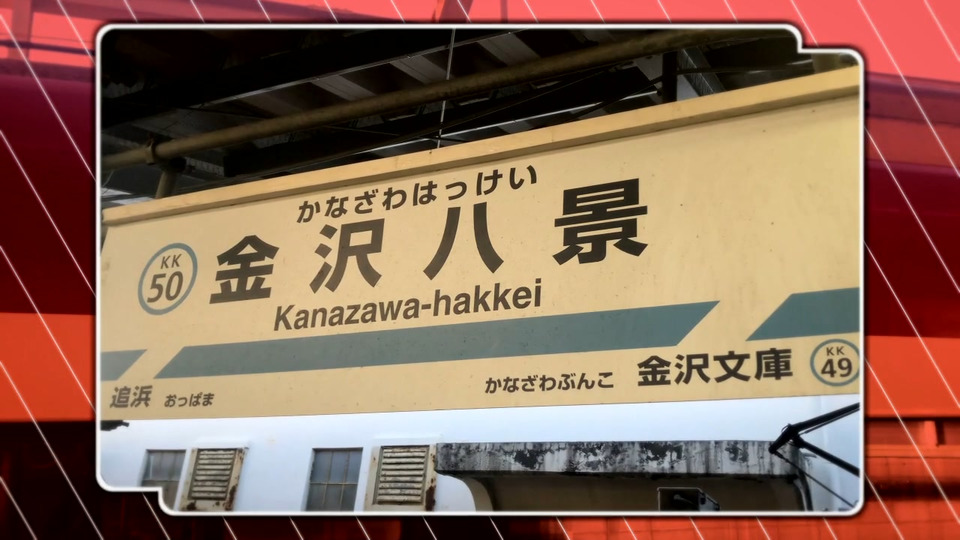 かなざわはっけい
KK
50
金沢八景
Kanazawa-hakkei
追浜 おっぱま
かなざわぶんこ 金沢文庫
KK
49